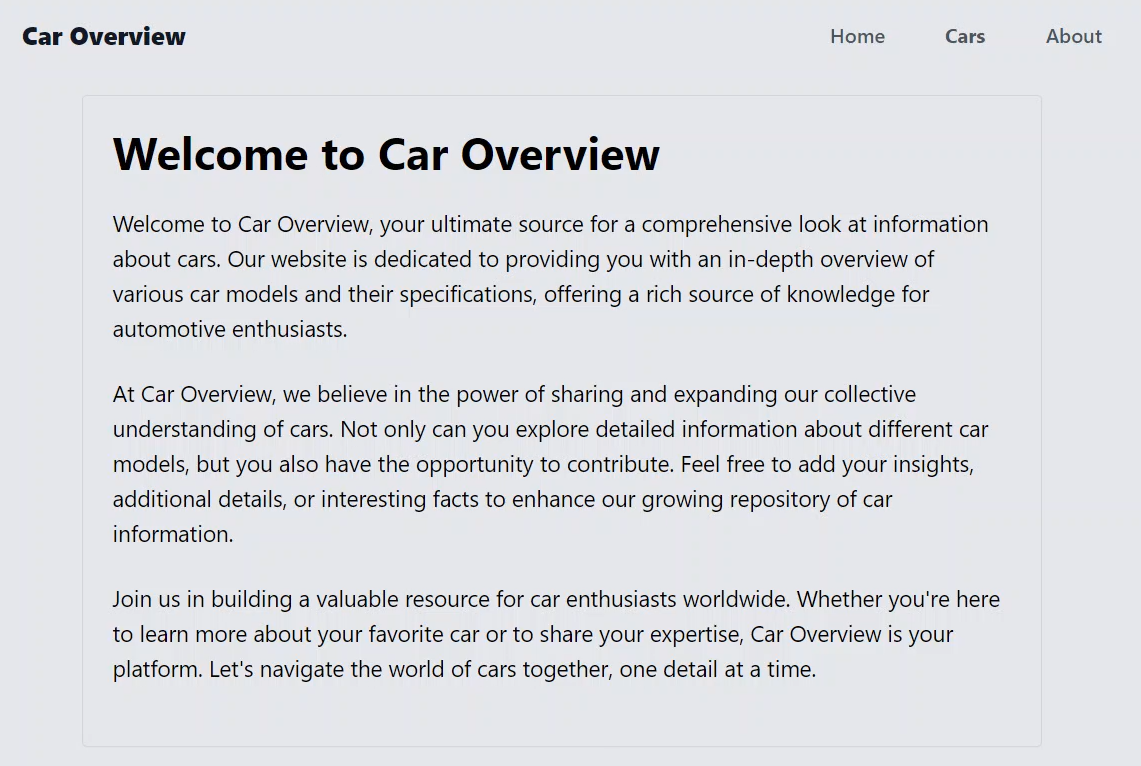 Car Overview
Home
Cars
About
Welcome to Car Overview
Welcome to Car Overview, your ultimate source for a comprehensive look at information
about cars. Our website is dedicated to providing you with an in-depth overview of
various car models and their specifications, offering a rich source of knowledge for
automotive enthusiasts.
At Car Overview, we believe in the power of sharing and expanding our collective
understanding of cars. Not only can you explore detailed information about different car
models, but you also have the opportunity to contribute. Feel free to add your insights,
additional details, or interesting facts to enhance our growing repository of car
information.
Join us in building a valuable resource for car enthusiasts worldwide. Whether you're here
to learn more about your favorite car or to share your expertise, Car Overview is your
platform. Let's navigate the world of cars together, one detail at a time.